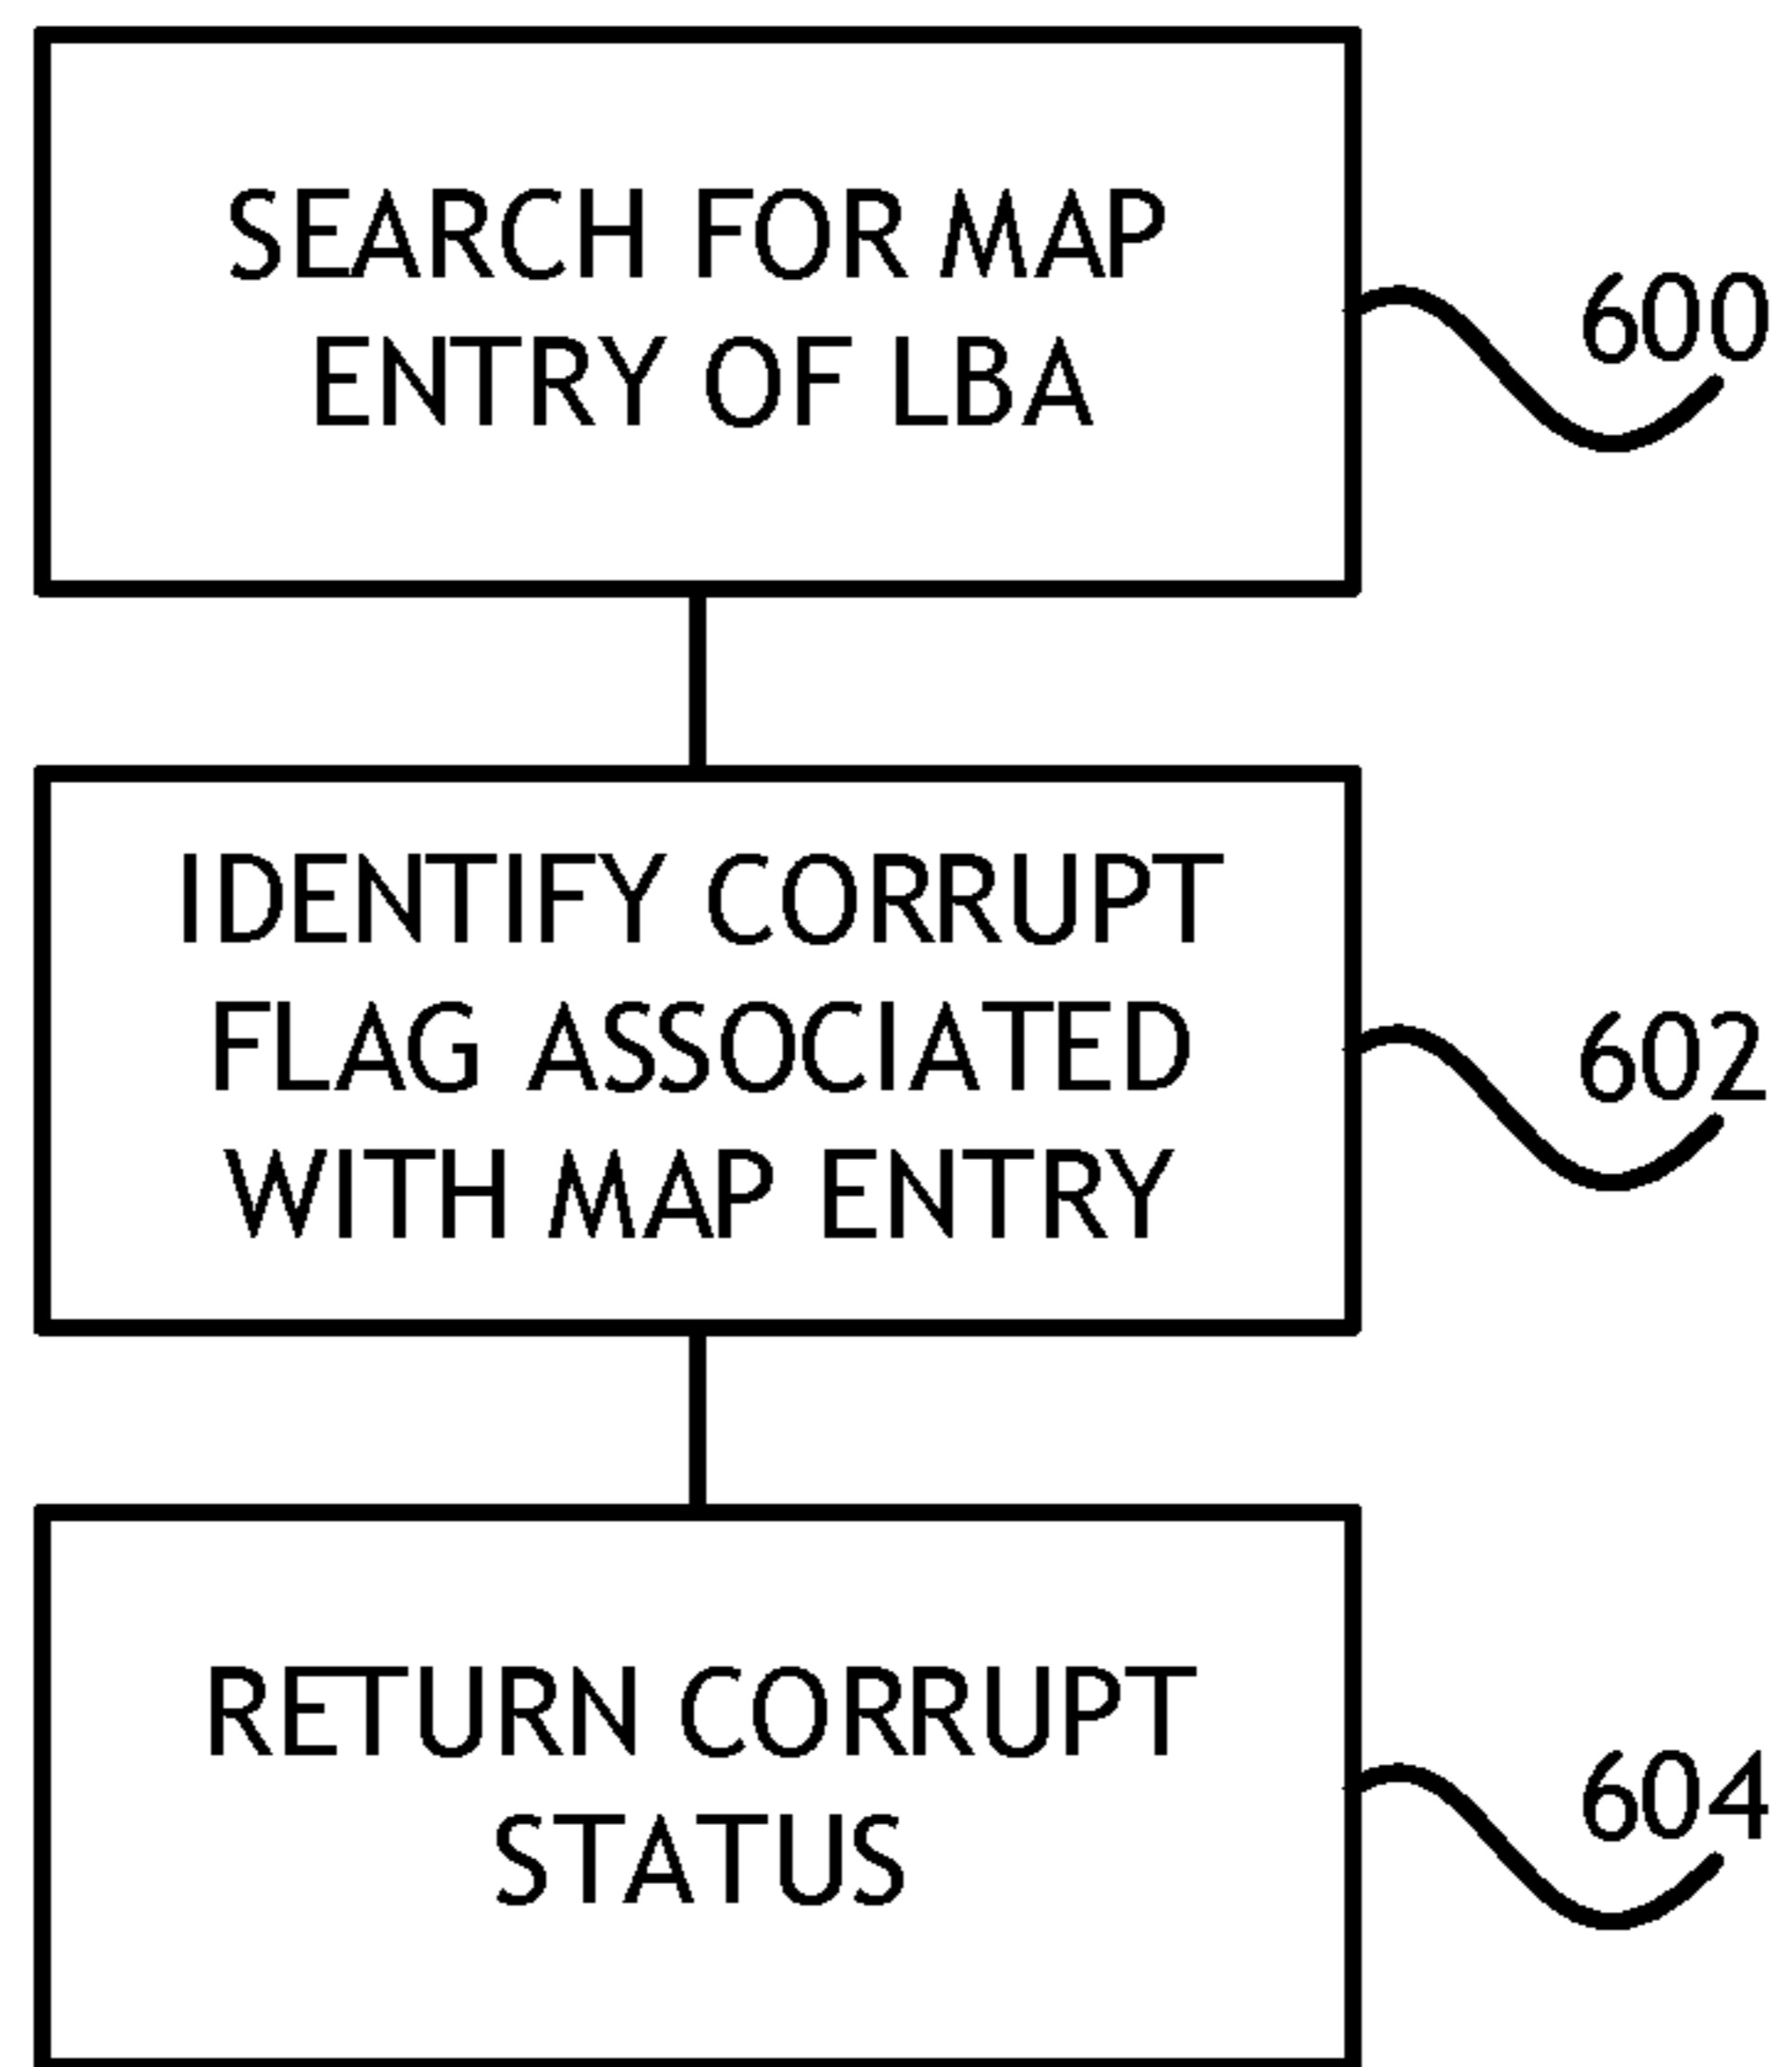 SEARCH FOR MAP
ENTRY OF LBA
600
IDENTIFY CORRUPT
FLAG ASSOCIATED
WITH MAP ENTRY
602
RETURN CORRUPT
STATUS
604